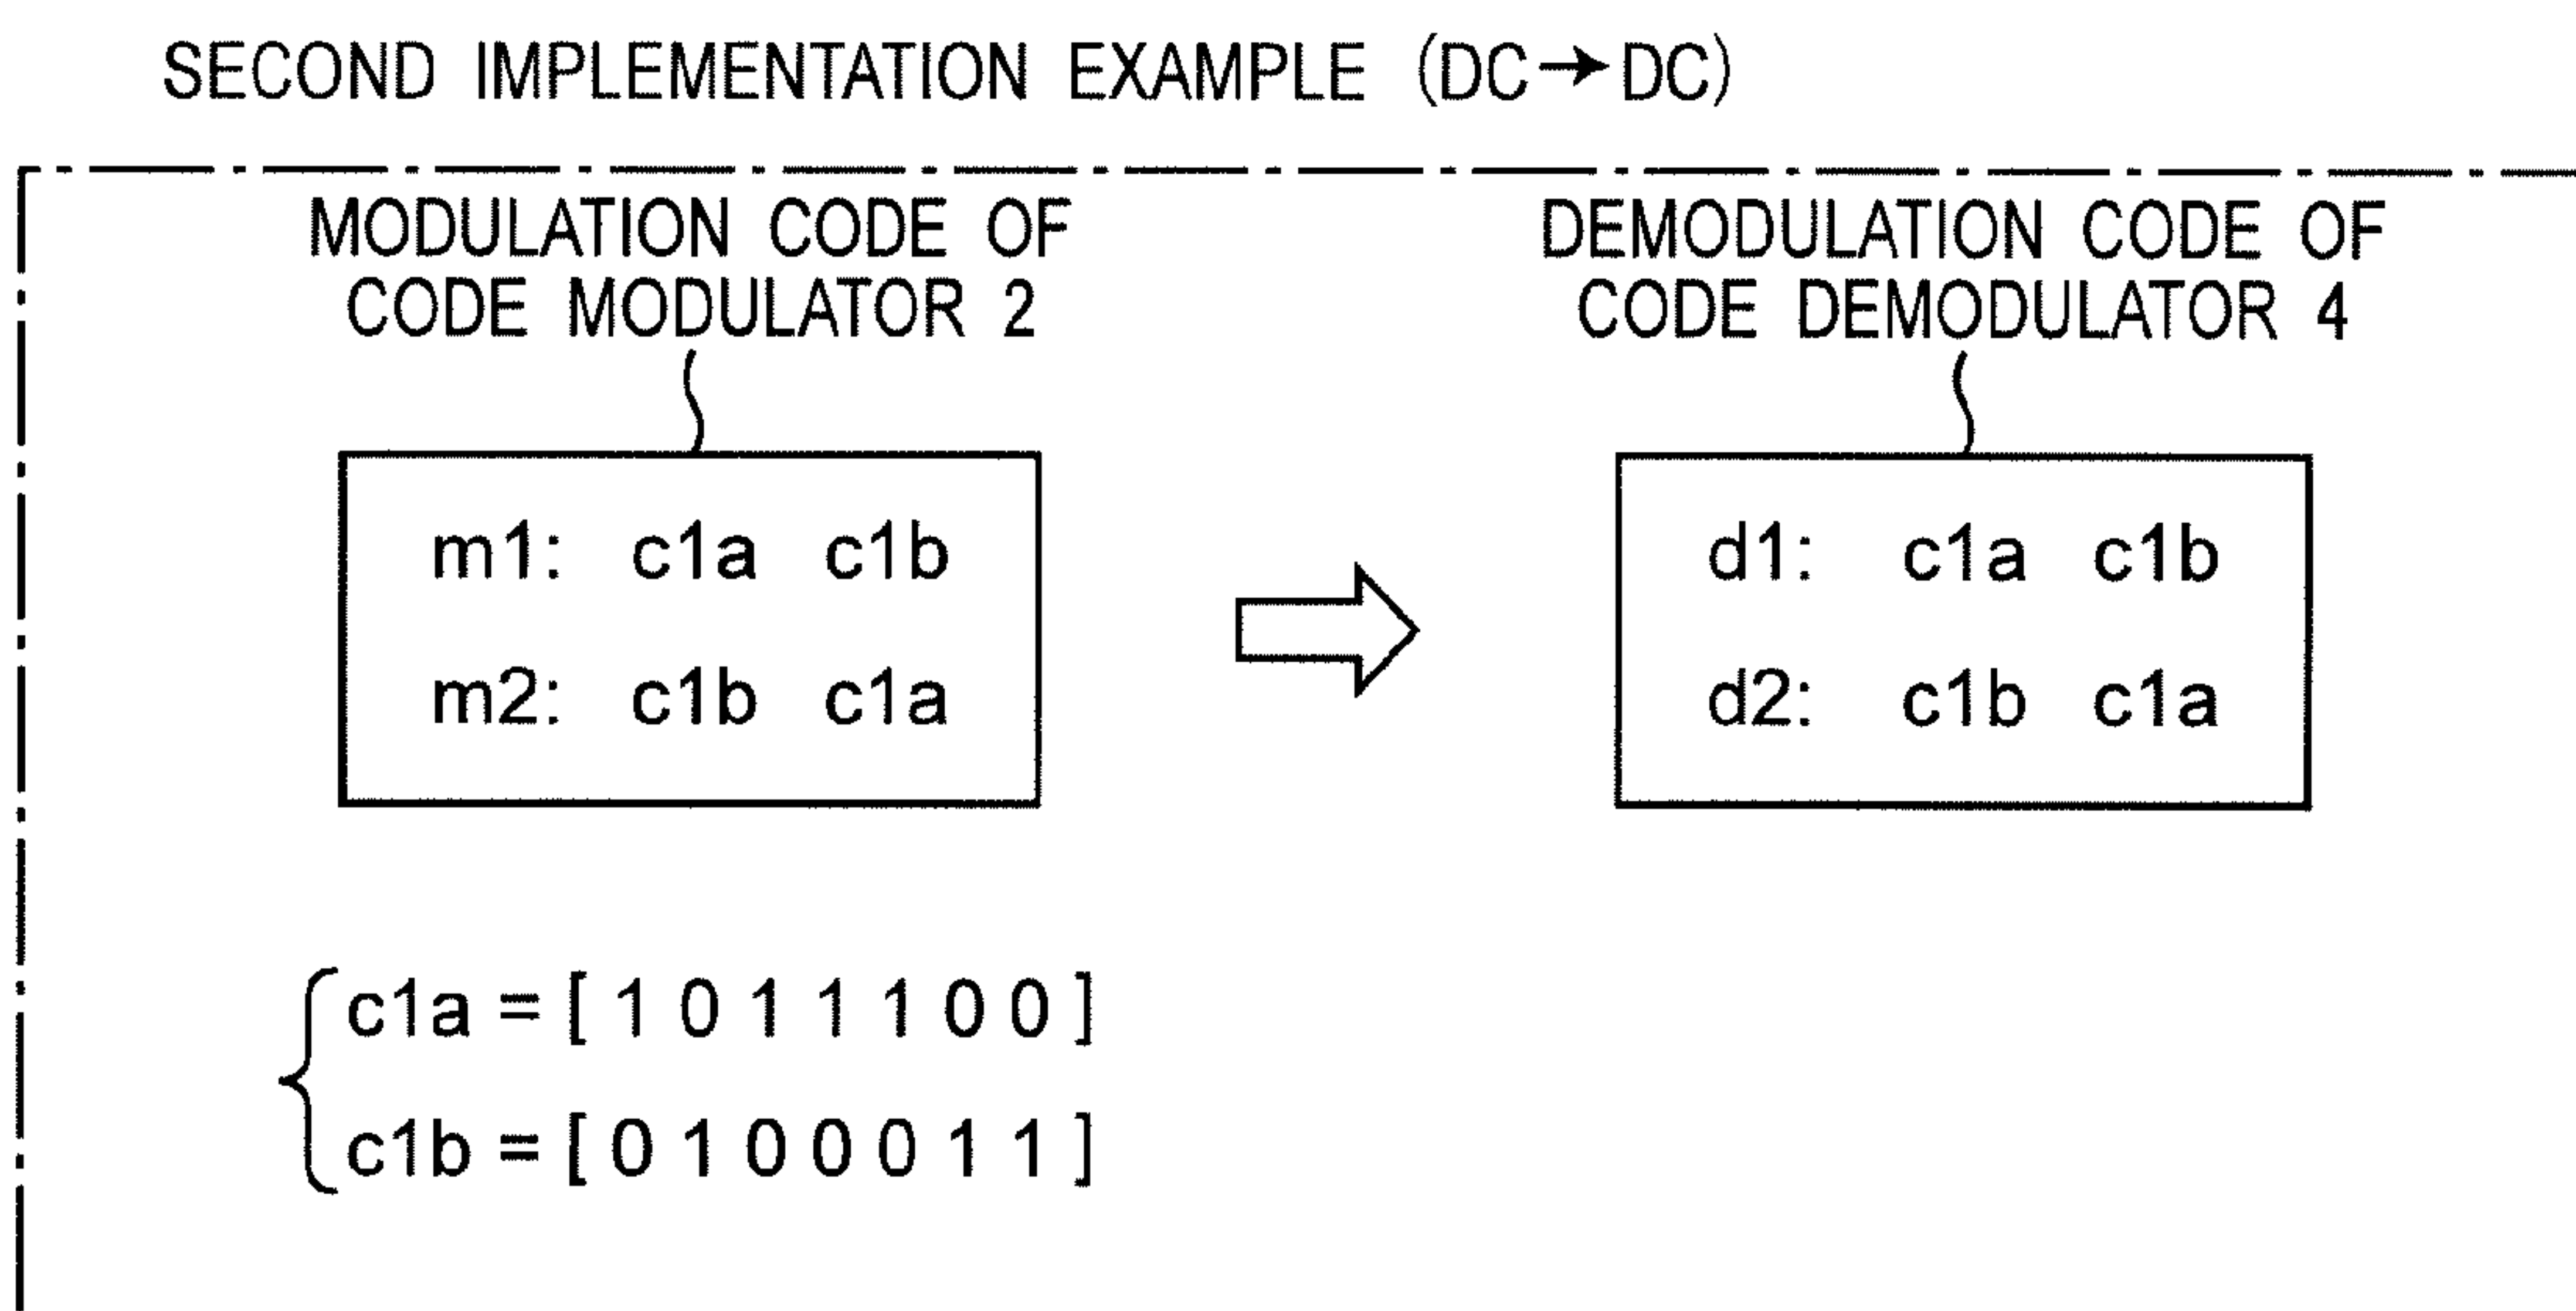 SECOND IMPLEMENTATION EXAMPLE (DC→DC)
MODULATION CODE OF
CODE MODULATOR 2
m1: c1a c1b
m2: c1b c1a
DEMODULATION CODE OF
CODE DEMODULATOR 4
d1: c1a c1b
d2: c1b c1a
c1a = [ 1 0 1 1 1 0 0 ]
c1b = [ 0 1 0 0 0 1 1 ]